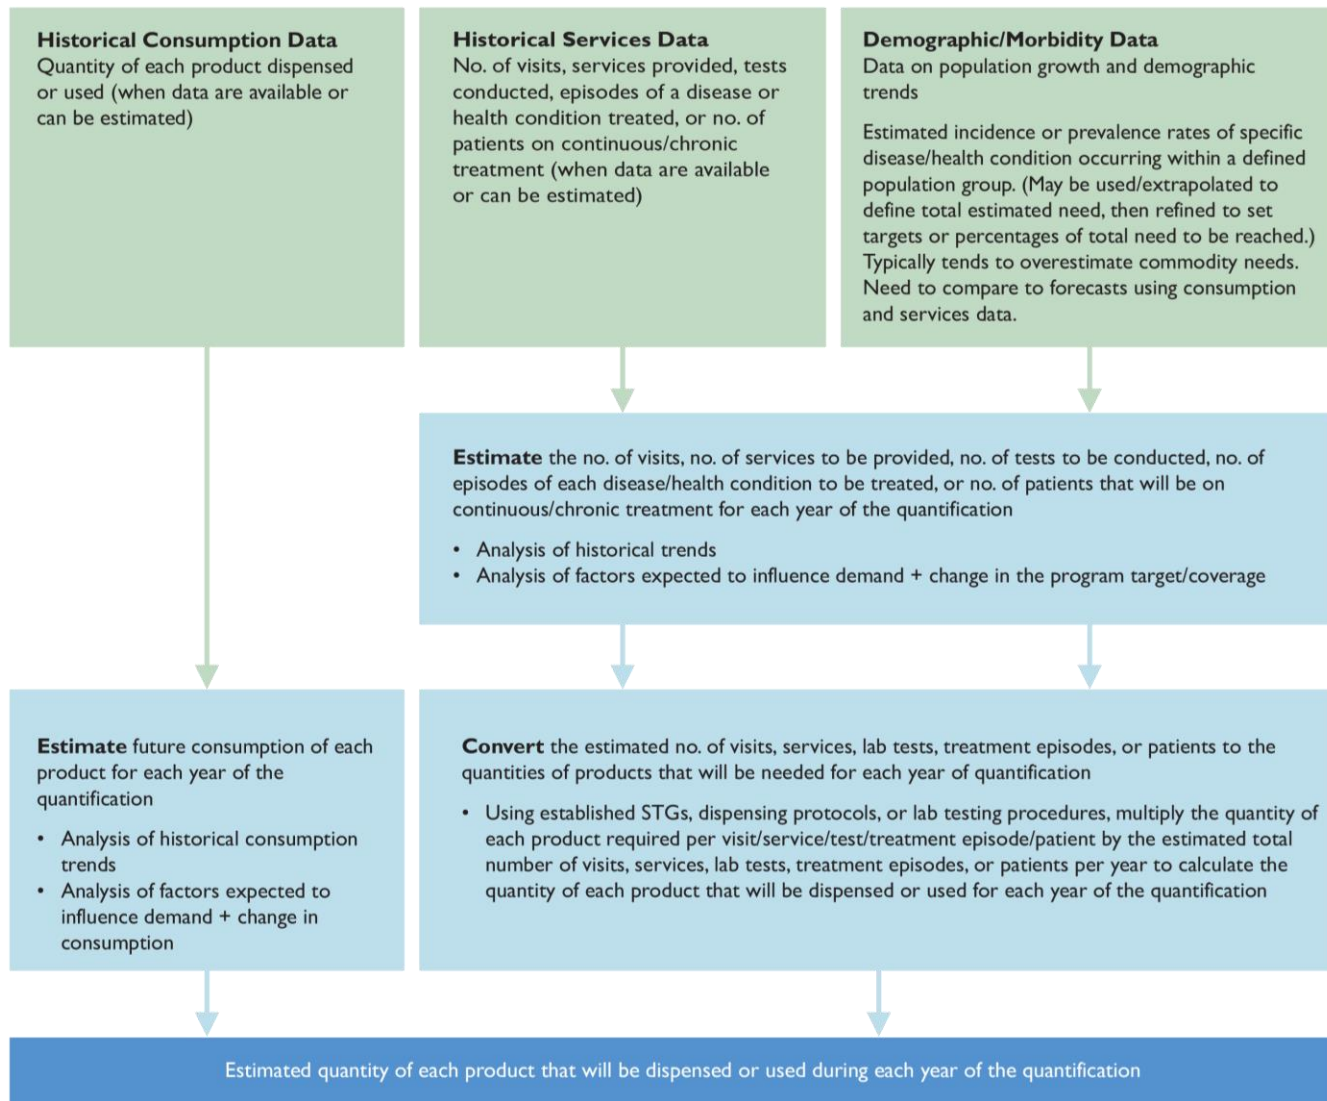 Historical Consumption Data
Quantity of each product dispensed
or used (when data are available or
can be estimated)
Historical Services Data
No. of visits, services provided, tests
conducted, episodes of a disease or
health condition treated, or no. of
patients on continuous/chronic
treatment (when data are available
or can be estimated)
Demographic/Morbidity Data
Data on population growth and demographic
trends
Estimated incidence or prevalence rates of specific
disease/health condition occurring within a defined
population group. (May be used/extrapolated to
define total estimated need, then refined to set
targets or percentages of total need to be reached.)
Typically tends to overestimate commodity needs.
Need to compare to forecasts using consumption
and services data.
Estimate the no. of visits, no. of services to be provided, no. of tests to be conducted, no. of
episodes of each disease/health condition to be treated, or no. of patients that will be on
continuous/chronic treatment for each year of the quantification
• Analysis of historical trends
• Analysis of factors expected to influence demand + change in the program target/coverage
Estimate future consumption of each
product for each year of the
quantification
• Analysis of historical consumption
trends
• Analysis of factors expected to
influence demand + change in
consumption
Convert the estimated no. of visits, services, lab tests, treatment episodes, or patients to the
quantities of products that will be needed for each year of quantification
• Using established STGs, dispensing protocols, or lab testing procedures, multiply the quantity of
each product required per visit/service/test/treatment episode/patient by the estimated total
number of visits, services, lab tests, treatment episodes, or patients per year to calculate the
quantity of each product that will be dispensed or used for each year of the quantification
Estimated quantity of each product that will be dispensed or used during each year of the quantification